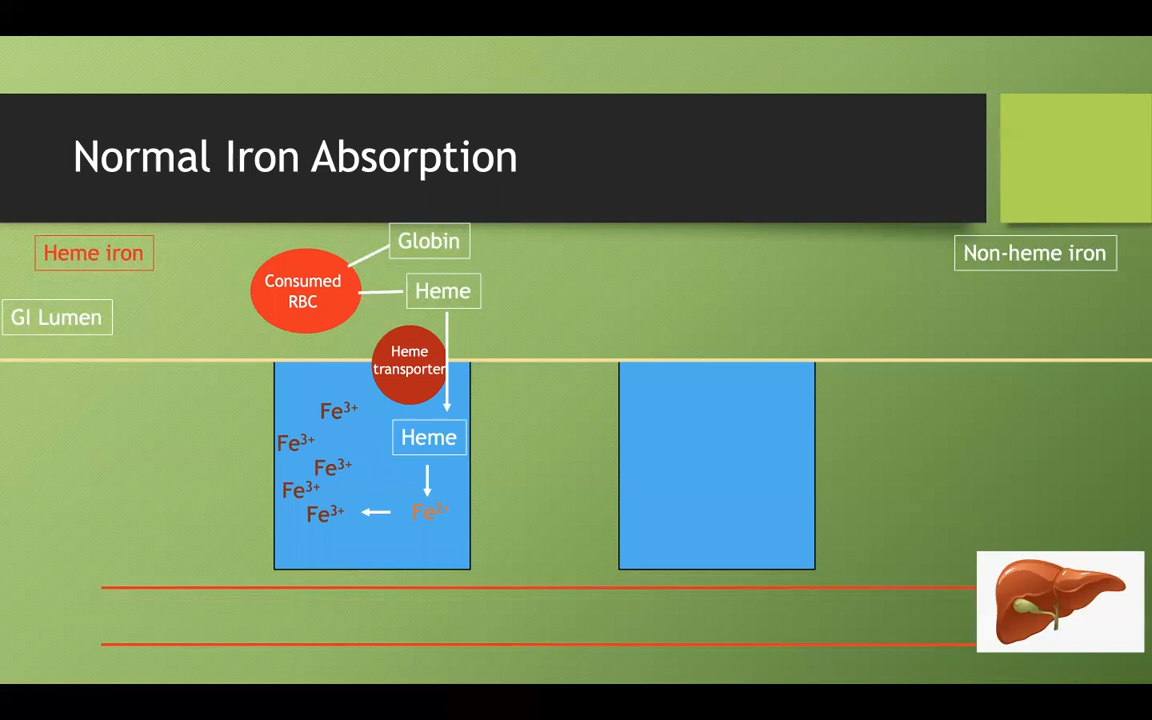 Normal Iron Absorption
Heme iron
Globin
Non-heme iron
Consumed
RBC
Heme
GI Lumen
Heme
transporter
Fe³⁺
Heme
Fe³⁺
Fe³⁺
Fe³⁺
Fe³⁺
Fe²⁺